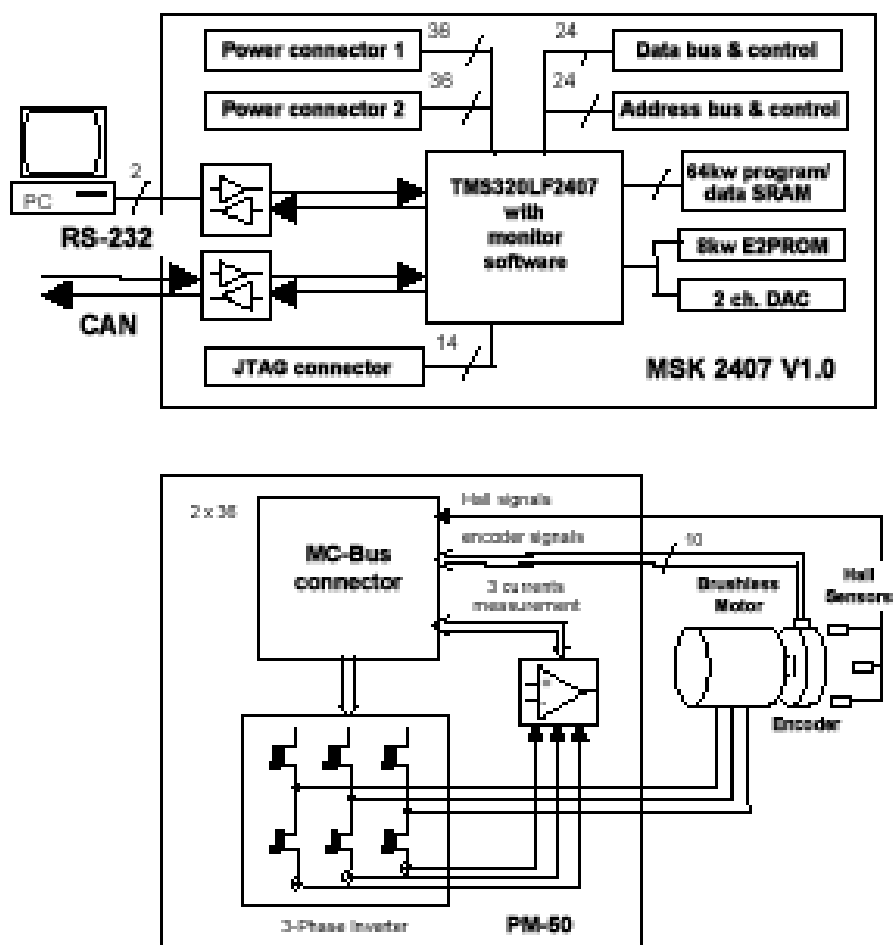 Power connector 1
36
24
Data bus & control
Power connector 2
36
24
Address bus & control
PC
2
RS-232
TMS320LF2407
with
monitor
software
64kw program/
data SRAM
8kw E2PROM
2 ch. DAC
CAN
JTAG connector
14
MSK 2407 V1.0
2 x 36
MC-Bus
connector
Hall signals
encoder signals
10
3 currents
measurement
Brushless
Motor
Hall
Sensors
Encoder
3-Phase Inverter
PM-50